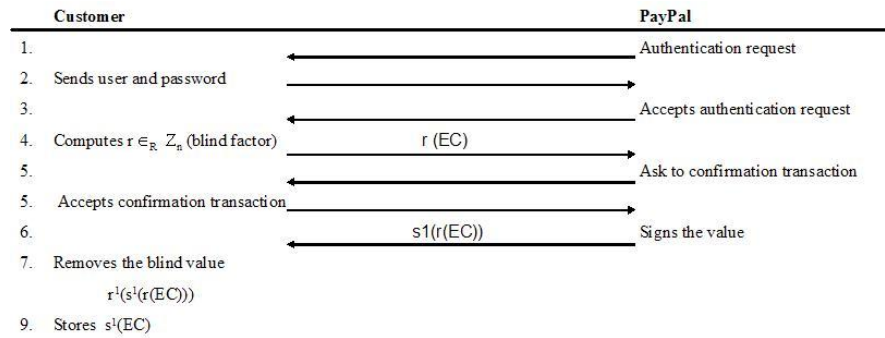 Customer PayPal
1. Authentication request
2. Sends user and password
3. Accepts authentication request
4. Computes r ∈R Zn (blind factor) r (EC)
5. Ask to confirmation transaction
5. Accepts confirmation transaction
6. s1(r(EC)) Signs the value
7. Removes the blind value
r¹(s¹(r(EC)))
9. Stores s¹(EC)